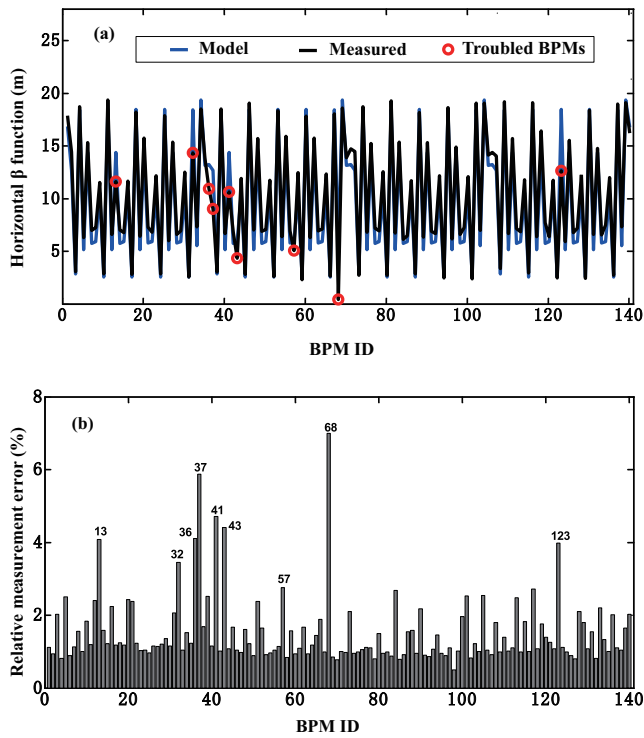 (a)
Model Measured Troubled BPMs
Horizontal β function (m)
25
20
15
10
5
0 20 40 60 80 100 120 140
BPM ID
(b)
Relative measurement error (%)
8
6
4
2
0
13
32
36
37
41
43
57
68
123
0 20 40 60 80 100 120 140
BPM ID